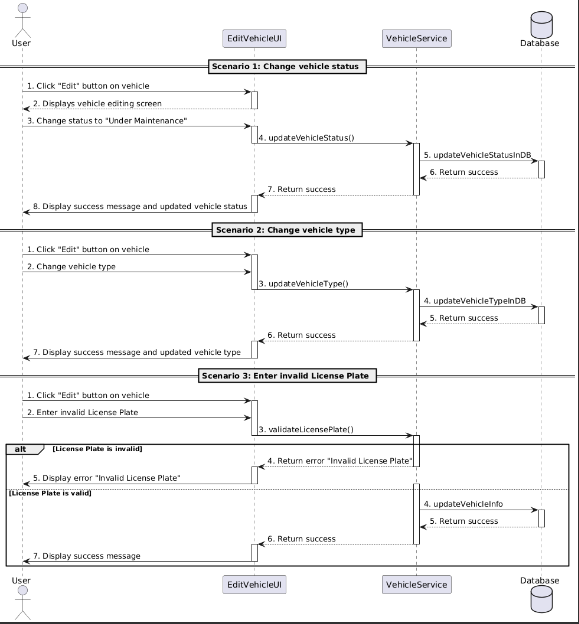 User
EditVehicleUI
VehicleService
Database
Scenario 1: Change vehicle status
1. Click "Edit" button on vehicle
2. Displays vehicle editing screen
3. Change status to "Under Maintenance"
4. updateVehicleStatus()
5. updateVehicleStatusInDB
6. Return success
7. Return success
8. Display success message and updated vehicle status
Scenario 2: Change vehicle type
1. Click "Edit" button on vehicle
2. Change vehicle type
3. updateVehicleType()
4. updateVehicleTypeInDB
5. Return success
6. Return success
7. Display success message and updated vehicle type
Scenario 3: Enter invalid License Plate
1. Click "Edit" button on vehicle
2. Enter invalid License Plate
3. validateLicensePlate()
alt [License Plate is invalid]
4. Return error "Invalid License Plate"
5. Display error "Invalid License Plate"
[License Plate is valid]
4. updateVehicleInfo
5. Return success
6. Return success
7. Display success message
User
EditVehicleUI
VehicleService
Database